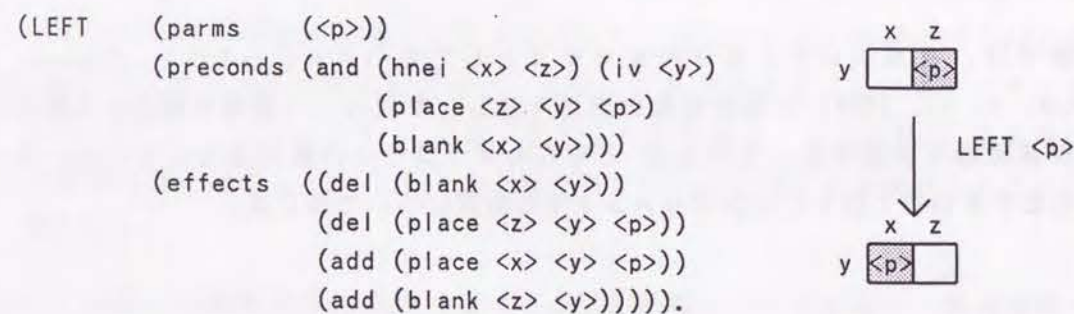 (LEFT (parms (<p>))
(preconds (and (hnei <x> <z>) (iv <y>)
(place <z> <y> <p>)
(blank <x> <y>)))
(effects ((del (blank <x> <y>))
(del (place <z> <y> <p>))
(add (place <x> <y> <p>))
(add (blank <z> <y>))))).
x z
y <p>
LEFT <p>
x z
y <p>